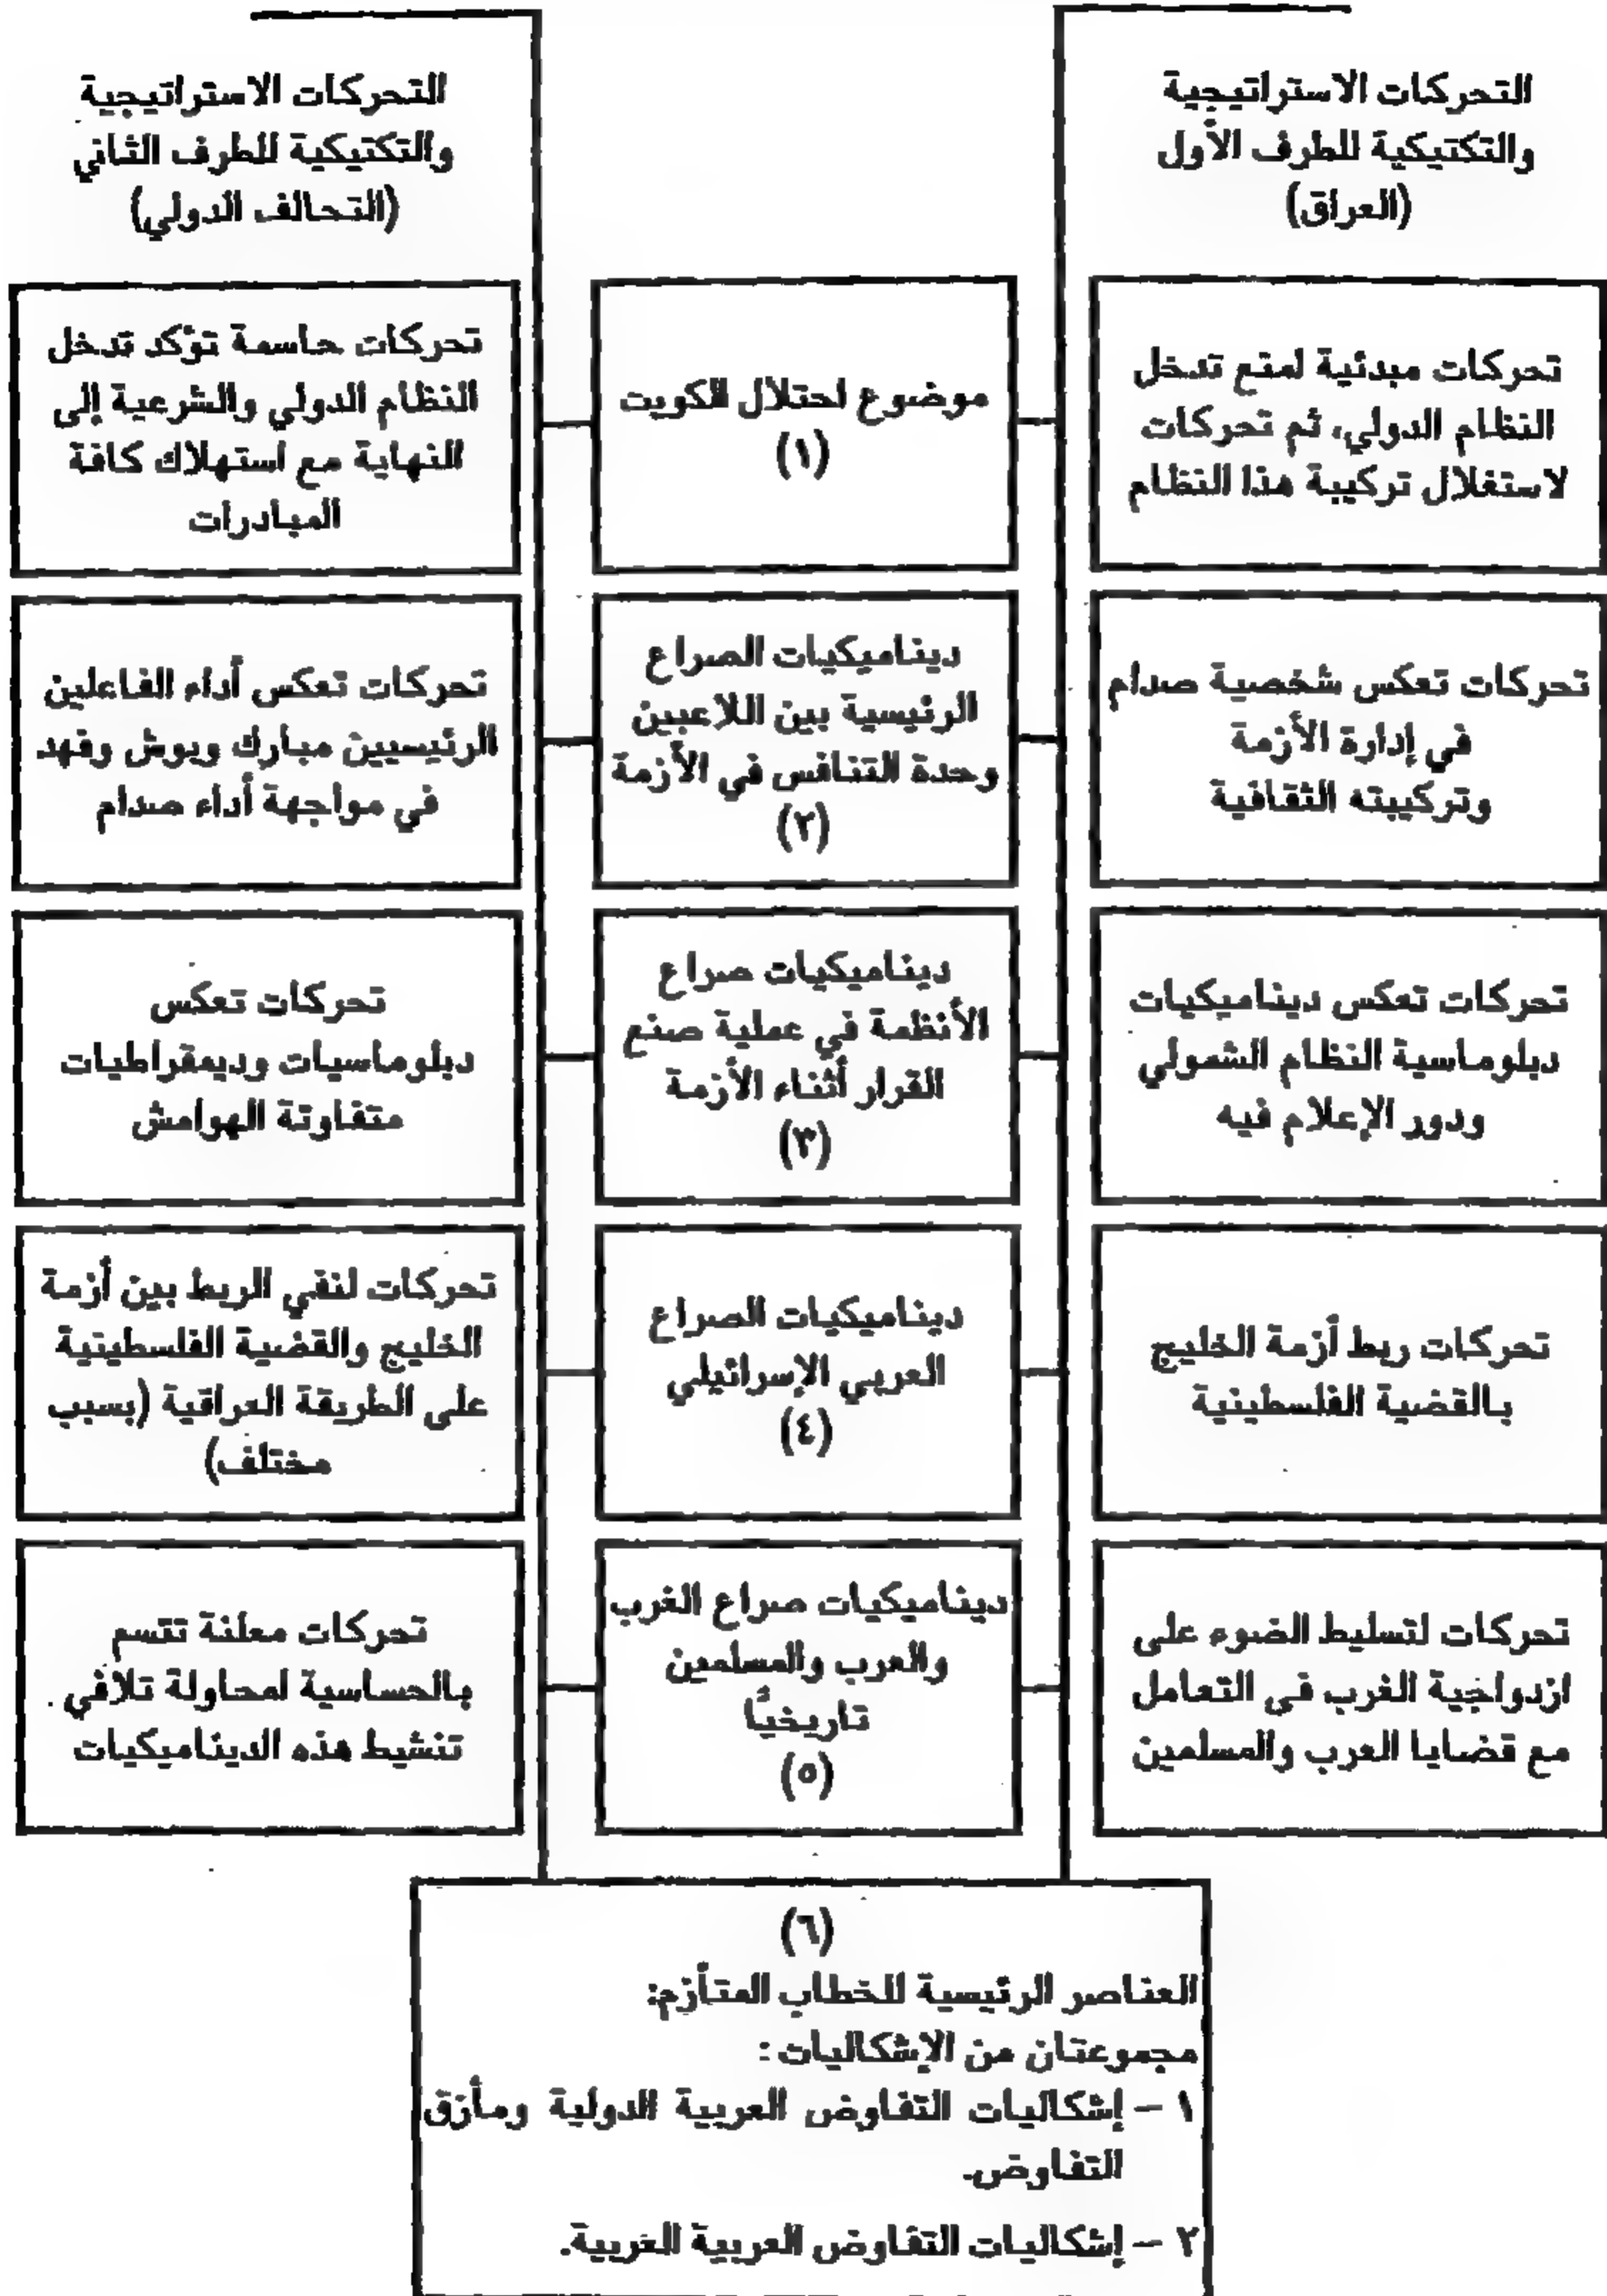 التحركات الاستراتيجية
والتكتيكية للطرف الأول
(العراق)
التحركات الاستراتيجية
والتكتيكية للطرف الثاني
(التحالف الدولي)
تحركات مبدئية لمنع تدخل
النظام الدولي، ثم تحركات
لاستغلال تركيبة هذا النظام
موضوع احتلال الكويت
(١)
تحركات حاسمة تؤكد تدخل
النظام الدولي والشرعية إلى
النهاية مع استهلاك كافة
المبادرات
تحركات تعكس شخصية صدام
في إدارة الأزمة
وتركيبته الثقافية
ديناميكيات الصراع
الرئيسية بين اللاعبين
وحدة التنافس في الأزمة
(٢)
تحركات تعكس أداء الفاعلين
الرئيسيين مبارك وبوش وفهد
في مواجهة أداء صدام
تحركات تعكس ديناميكيات
دبلوماسية النظام الشمولي
ودور الإعلام فيه
ديناميكيات صراع
الأنظمة في عملية صنع
القرار أثناء الأزمة
(٣)
تحركات تعكس
دبلوماسيات وديمقراطيات
متفاوتة الهوامش
تحركات ربط أزمة الخليج
بالقضية الفلسطينية
ديناميكيات الصراع
العربي الإسرائيلي
(٤)
تحركات لنفي الربط بين أزمة
الخليج والقضية الفلسطينية
على الطريقة العراقية (بسبب
مختلف)
تحركات لتسليط الضوء على
ازدواجية الغرب في التعامل
مع قضايا العرب والمسلمين
ديناميكيات صراع الغرب
والعرب والمسلمين
تاريخيًا
(٥)
تحركات معلنة تتسم
بالحساسية لمحاولة تلافي
تنشيط هذه الديناميكيات
(٦)
العناصر الرئيسية للخطاب المتأزم:
مجموعتان من الإشكاليات:
١ – إشكاليات التفاوض العربية الدولية ومأزق
التفاوض.
٢ – إشكاليات التفاوض العربية العربية.